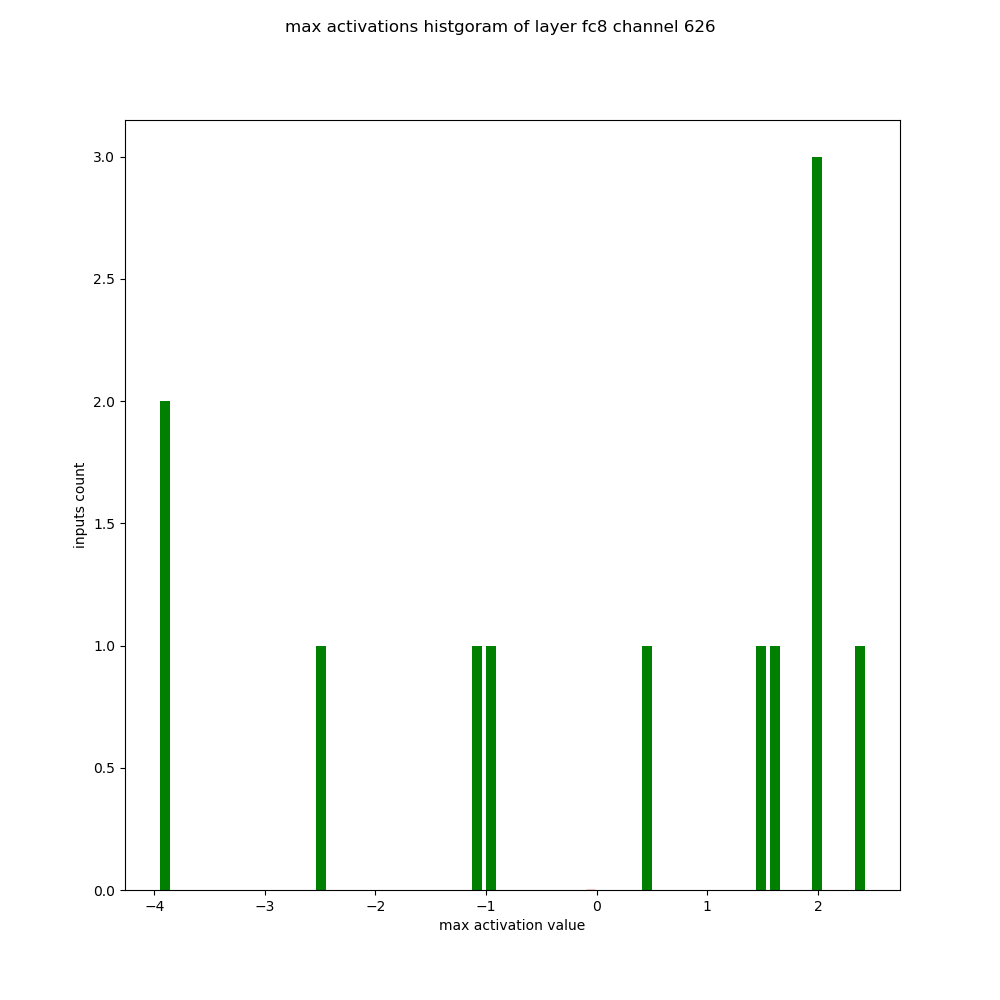 max activations histgoram of layer fc8 channel 626
3.0
2.5
2.0
1.5
1.0
0.5
0.0
inputs count
−4 −3 −2 −1 0 1 2
max activation value